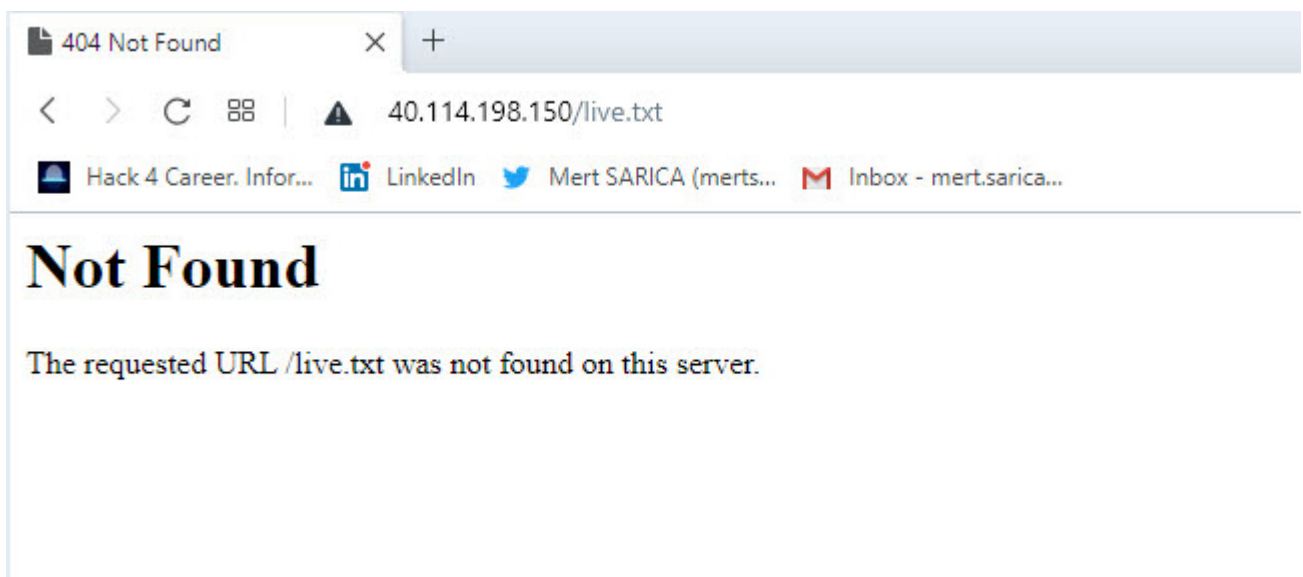 404 Not Found
40.114.198.150/live.txt
Hack 4 Career. Infor... LinkedIn Mert SARICA (merts... Inbox - mert.sarica...
Not Found
The requested URL /live.txt was not found on this server.